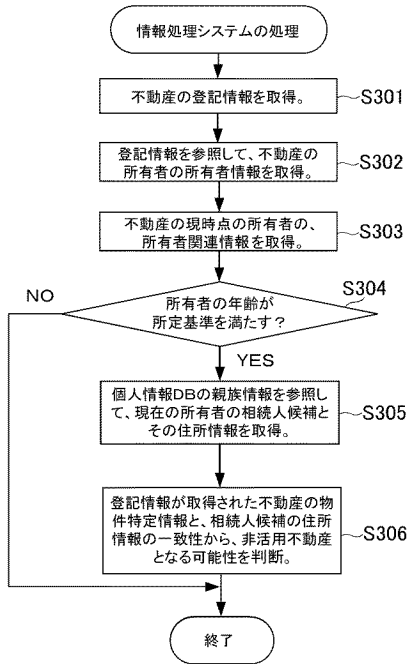 情報処理システムの処理
不動産の登記情報を取得。
S301
登記情報を参照して、不動産の
所有者の所有者情報を取得。
S302
不動産の現時点の所有者の、
所有者関連情報を取得。
S303
所有者の年齢が
所定基準を満たす?
S304
NO
YES
個人情報DBの親族情報を参照し
て、現在の所有者の相続人候補と
その住所情報を取得。
S305
登記情報が取得された不動産の物
件特定情報と、相続人候補の住所
情報の一致性から、非活用不動産
となる可能性を判断。
S306
終了